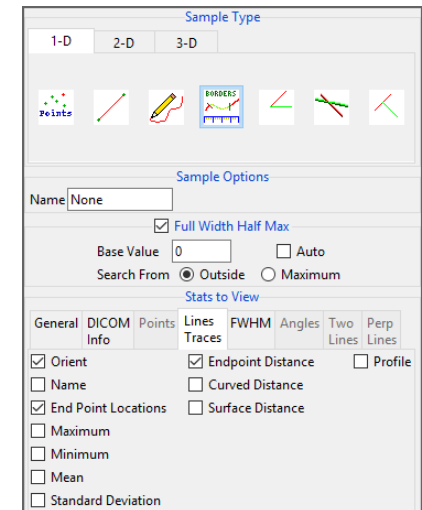 Sample Type
1-D 2-D 3-D
Points BORDERS
Sample Options
Name None
Full Width Half Max
Base Value 0 Auto
Search From Outside Maximum
Stats to View
General DICOM Info Points Lines Traces FWHM Angles Two Lines Perp Lines
Orient Endpoint Distance Profile
Name Curved Distance
End Point Locations Surface Distance
Maximum
Minimum
Mean
Standard Deviation